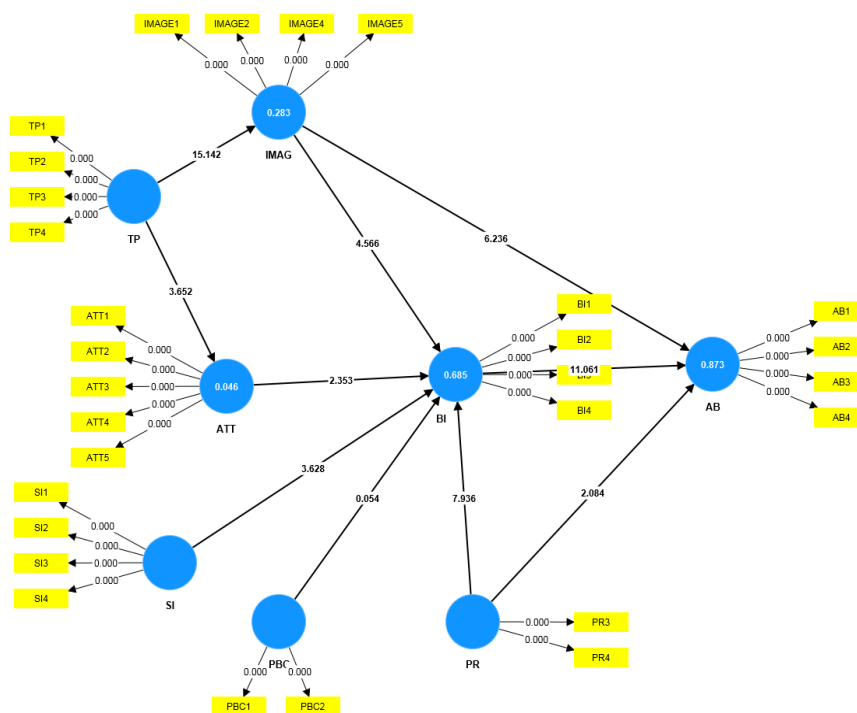 IMAGE1
IMAGE2
IMAGE4
IMAGE5
0.000
0.000
0.000
0.000
0.283
IMAG
TP1
TP2
TP3
TP4
0.000
0.000
0.000
0.000
TP
15.142
3.652
4.566
6.236
ATT1
ATT2
ATT3
ATT4
ATT5
0.000
0.000
0.000
0.000
0.000
0.046
ATT
2.353
0.685
BI
BI1
BI2
BI4
0.000
0.000
0.000
0.000
11.061
0.873
AB
AB1
AB2
AB3
AB4
0.000
0.000
0.000
0.000
SI1
SI2
SI3
SI4
0.000
0.000
0.000
0.000
SI
3.628
0.054
7.936
2.084
PBC
0.000
0.000
PBC1
PBC2
PR
0.000
0.000
PR3
PR4